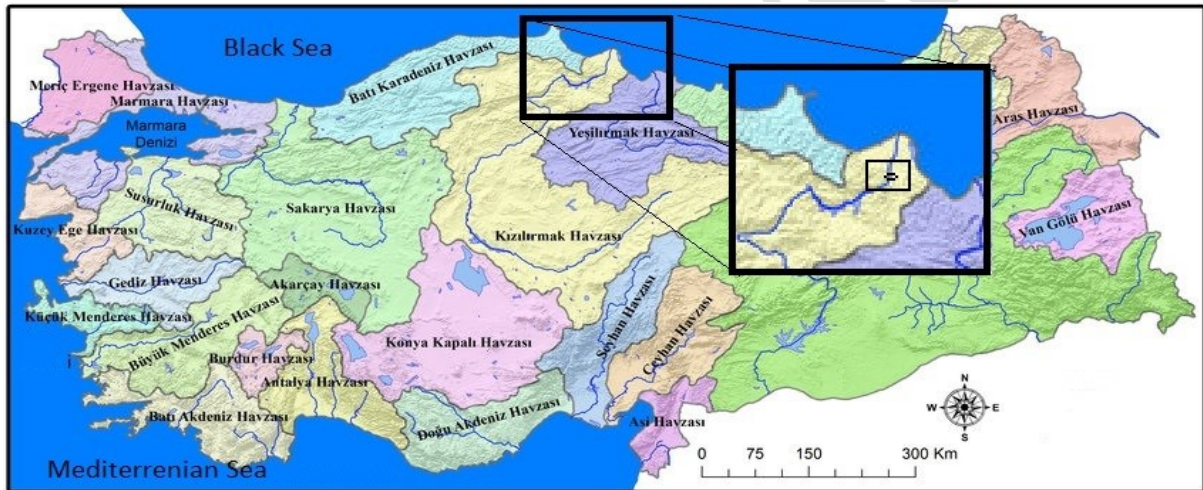 Black Sea
Batı Karadeniz Havzası
Meriç Ergene Havzası
Marmara Havzası
Aras Havzası
Marmara
Denizi
Yeşilırmak Havzası
Susurluk Havzası
Sakarya Havzası
Van Gölü Havzası
Kuzey Ege Havzası
Kızılırmak Havzası
Gediz Havzası
Akarçay Havzası
Küçük Menderes Havzası
Büyük Menderes Havzası
Seyhan Havzası
Ceyhan Havzası
Konya Kapalı Havzası
Burdur Havzası
Antalya Havzası
Batı Akdeniz Havzası
Doğu Akdeniz Havzası
Asi Havzası
N
W
E
S
Mediterrenian Sea
0 75 150 300 Km